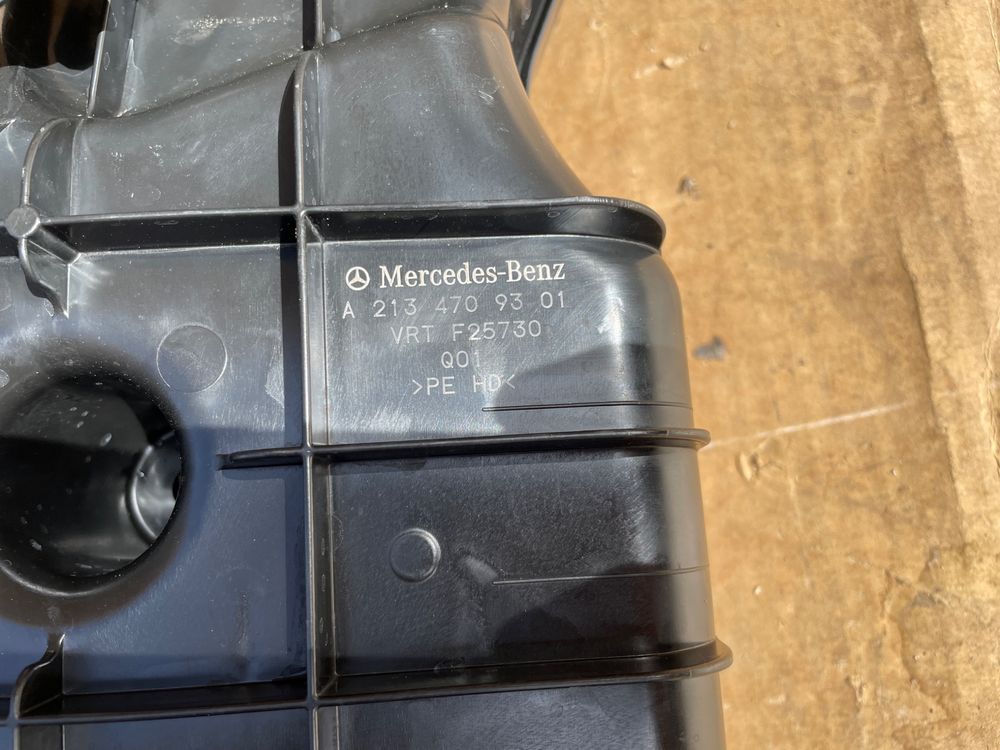 Mercedes-Benz
A 213 470 93 01
VRT F25730
Q01
>PE HD<